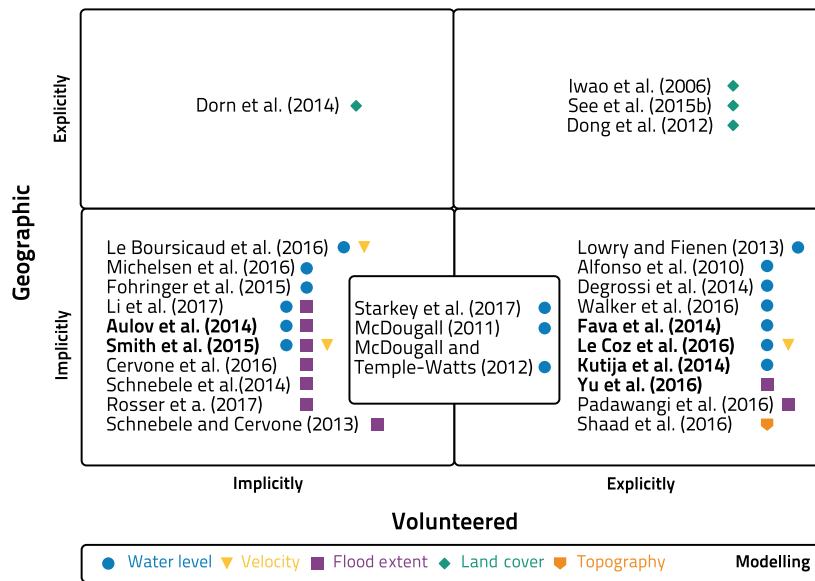 Geographic
Explicitly
Dorn et al. (2014)
Iwao et al. (2006)
See et al. (2015b)
Dong et al. (2012)
Implicitly
Le Boursicaud et al. (2016)
Michelsen et al. (2016)
Fohringer et al. (2015)
Li et al. (2017)
Aulov et al. (2014)
Smith et al. (2015)
Cervone et al. (2016)
Schnebele et al.(2014)
Rosser et a. (2017)
Schnebele and Cervone (2013)
Starkey et al. (2017)
McDougall (2011)
McDougall and
Temple-Watts (2012)
Lowry and Fienen (2013)
Alfonso et al. (2010)
Degrossi et al. (2014)
Walker et al. (2016)
Fava et al. (2014)
Le Coz et al. (2016)
Kutija et al. (2014)
Yu et al. (2016)
Padawangi et al. (2016)
Shaad et al. (2016)
Implicitly
Explicitly
Volunteered
Water level Velocity Flood extent Land cover Topography Modelling